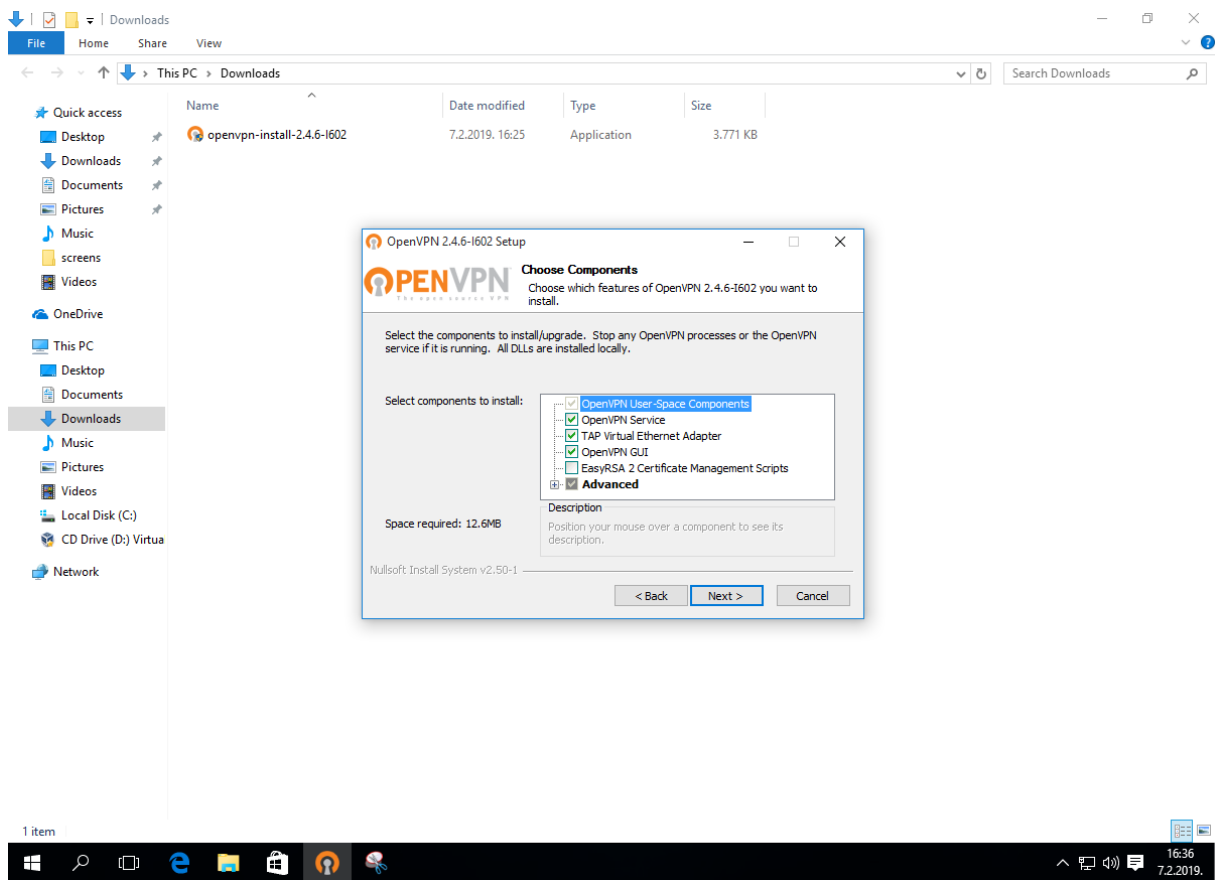 Downloads
File Home Share View
This PC Downloads Search Downloads
Name Date modified Type Size
openvpn-install-2.4.6-I602 7.2.2019. 16:25 Application 3.771 KB
Quick access
Desktop
Downloads
Documents
Pictures
Music
screens
Videos
OneDrive
This PC
Desktop
Documents
Downloads
Music
Pictures
Videos
Local Disk (C:)
CD Drive (D:) Virtua
Network
OpenVPN 2.4.6-I602 Setup
OPENVPN
The open source VPN
Choose Components
Choose which features of OpenVPN 2.4.6-I602 you want to
install.
Select the components to install/upgrade. Stop any OpenVPN processes or the OpenVPN
service if it is running. All DLLs are installed locally.
Select components to install:
OpenVPN User-Space Components
OpenVPN Service
TAP Virtual Ethernet Adapter
OpenVPN GUI
EasyRSA 2 Certificate Management Scripts
Advanced
Space required: 12.6MB
Description
Position your mouse over a component to see its
description.
Nullsoft Install System v2.50-1
< Back Next > Cancel
1 item
16:36
7.2.2019.